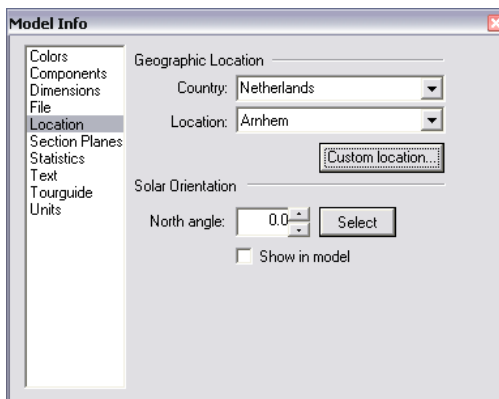 Model Info
Colors
Components
Dimensions
File
Location
Section Planes
Statistics
Text
Tourguide
Units
Geographic Location
Country: Netherlands
Location: Arnhem
Custom location...
Solar Orientation
North angle: 0.0 Select
Show in model